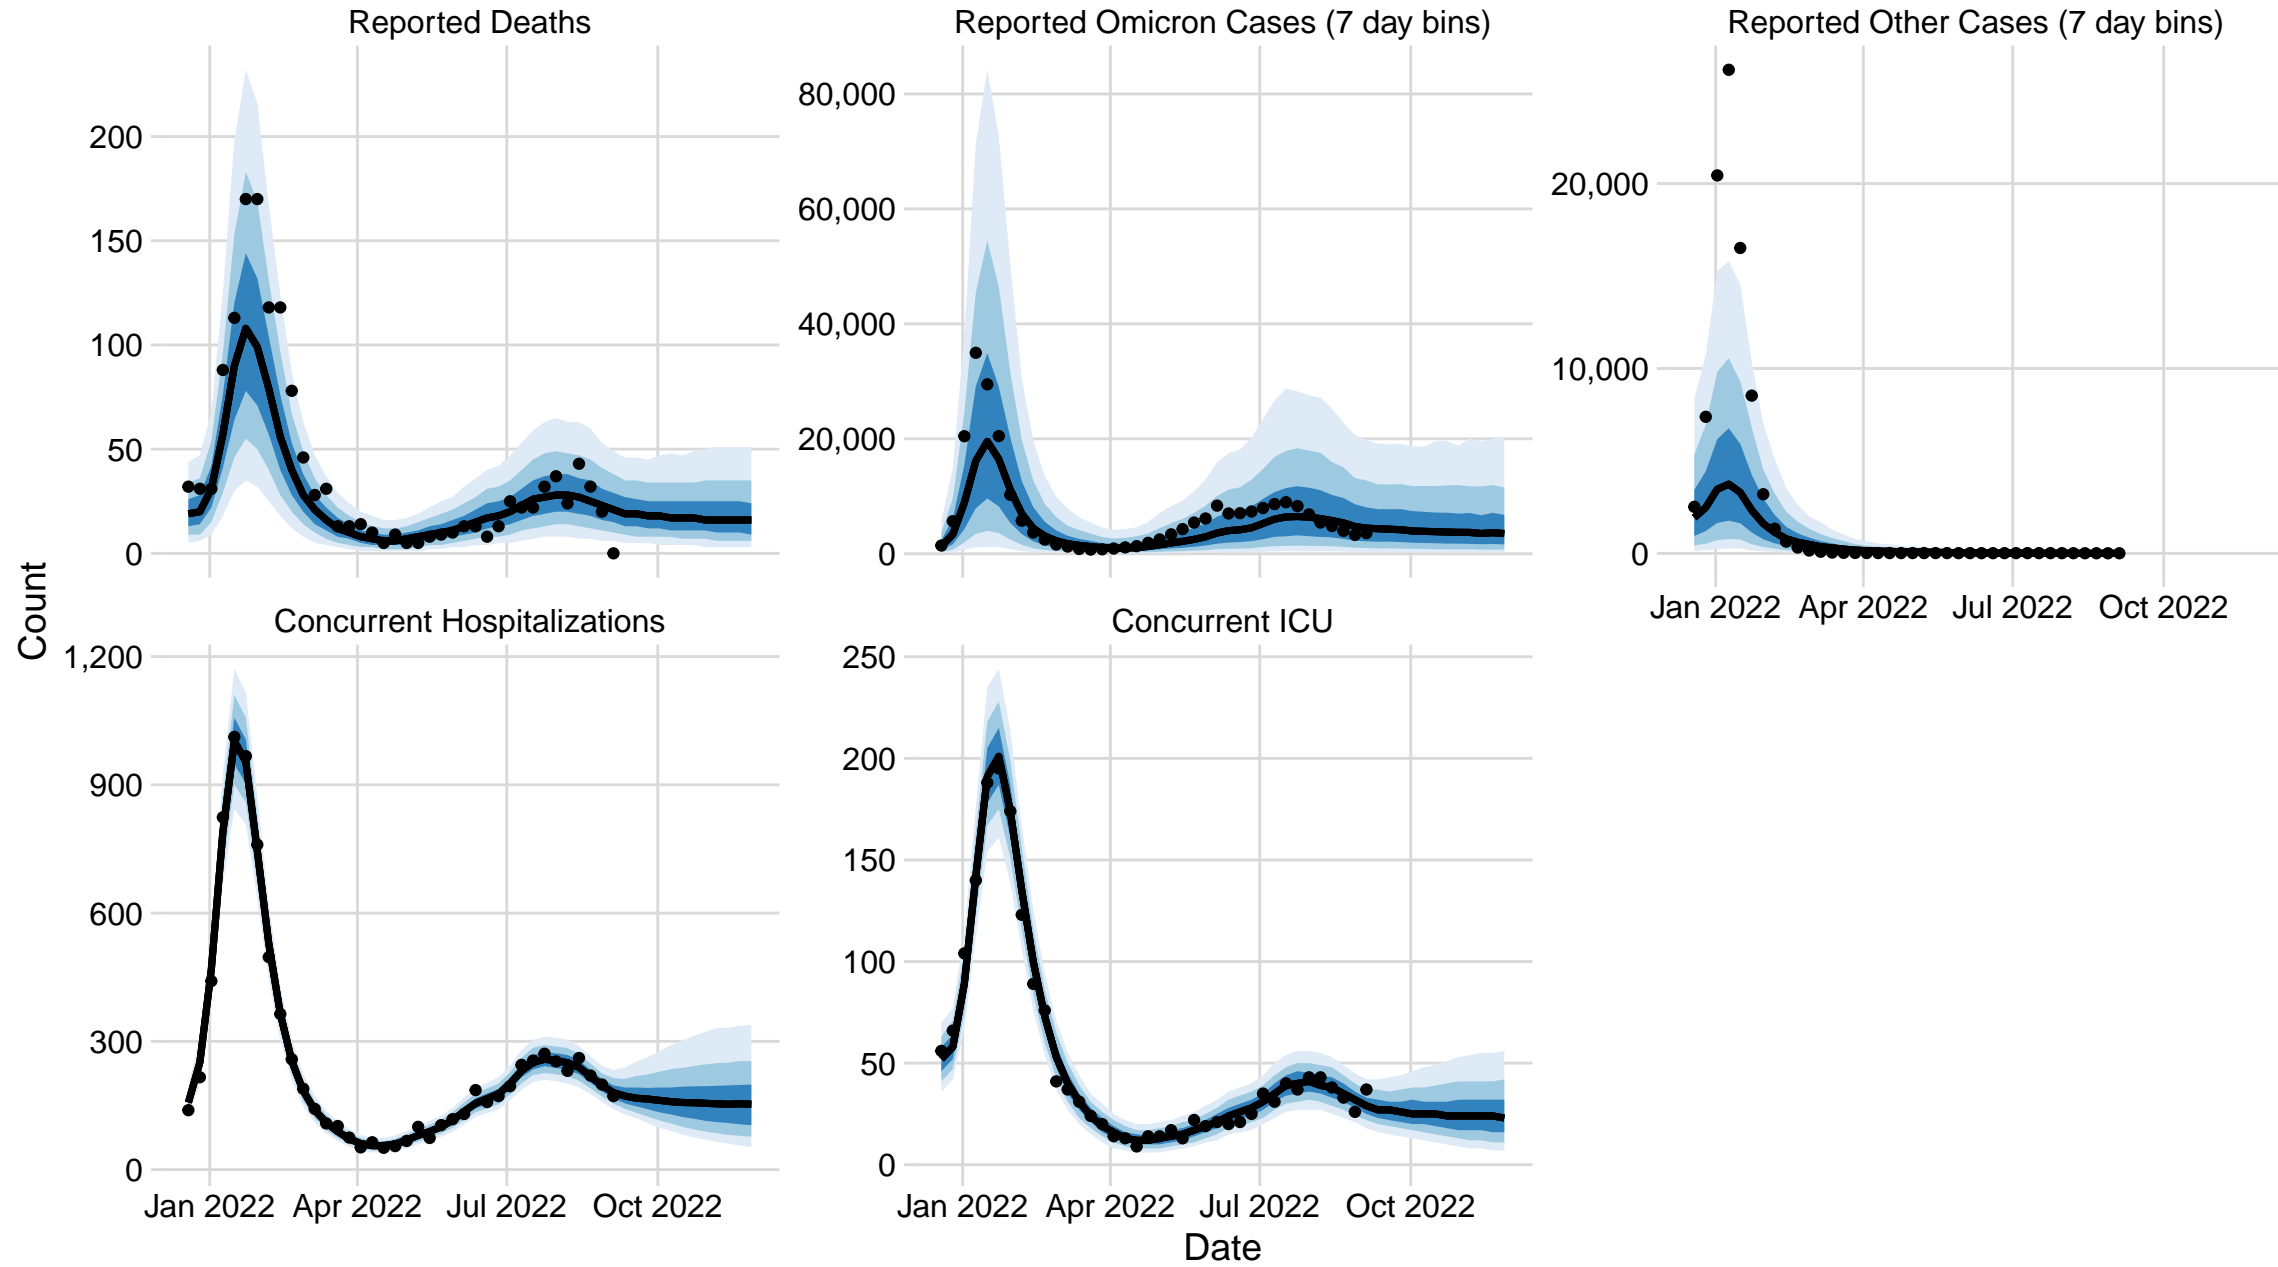 Reported Deaths
Reported Omicron Cases (7 day bins)
Reported Other Cases (7 day bins)
200
150
100
50
0
80,000
60,000
40,000
20,000
0
20,000
10,000
0
Jan 2022 Apr 2022 Jul 2022 Oct 2022
Count
Concurrent Hospitalizations
Concurrent ICU
1,200
900
600
300
0
250
200
150
100
50
0
Jan 2022 Apr 2022 Jul 2022 Oct 2022
Jan 2022 Apr 2022 Jul 2022 Oct 2022
Date